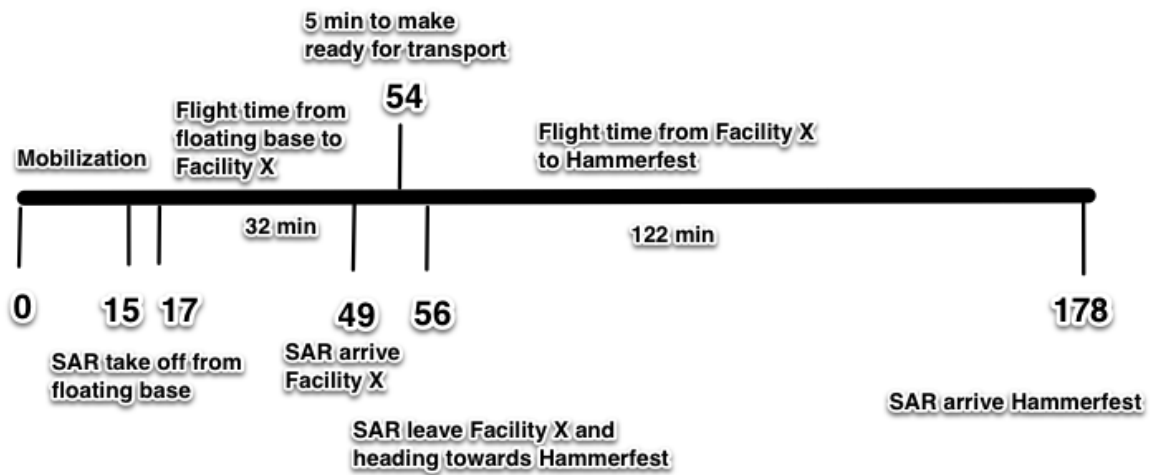 5 min to make
ready for transport
54
Flight time from
floating base to
Facility X
Flight time from Facility X
to Hammerfest
Mobilization
32 min
122 min
0
15
17
49
56
178
SAR take off from
floating base
SAR arrive
Facility X
SAR arrive Hammerfest
SAR leave Facility X and
heading towards Hammerfest